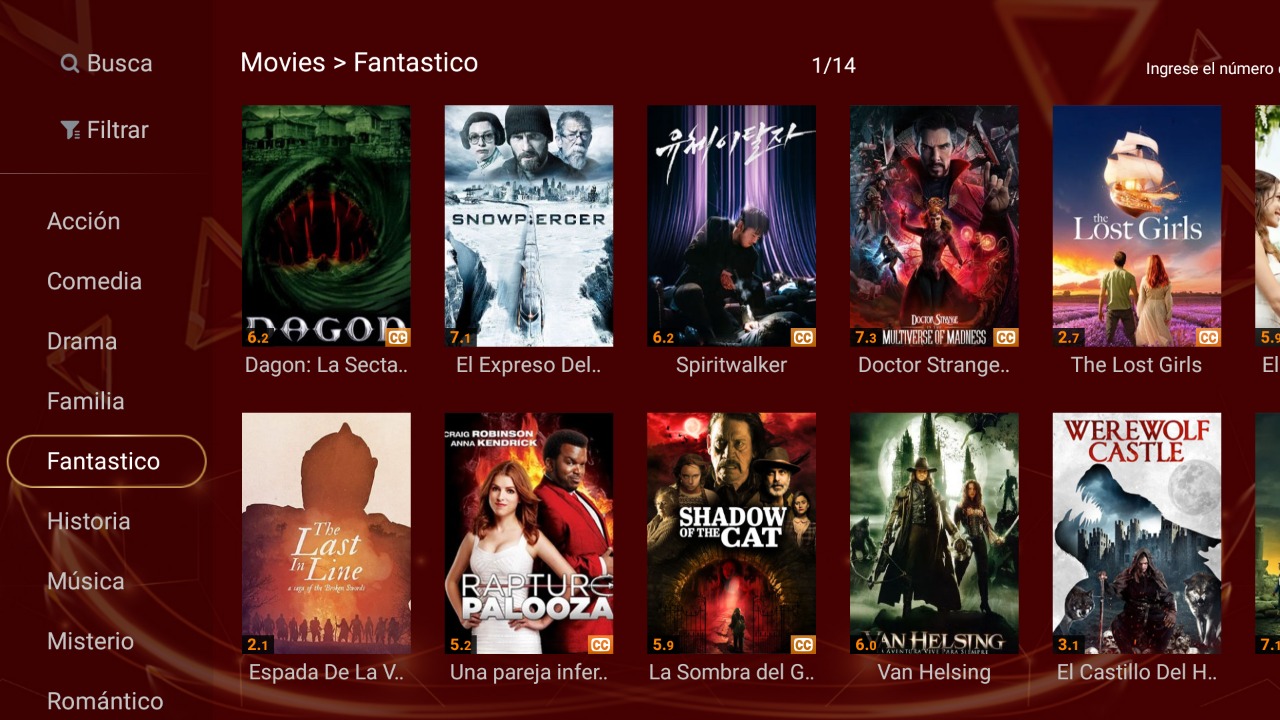 Busca
Filtrar
Acción
Comedia
Drama
Familia
Fantastico
Historia
Música
Misterio
Romántico
Movies > Fantastico
1/14
Ingrese el número
DAGON
6.2
CC
Dagon: La Secta..
SNOWPIERCER
7.1
El Expreso Del..
유체이탈자
6.2
CC
Spiritwalker
DOCTOR STRANGE
MULTIVERSE OF MADNESS
7.3
CC
Doctor Strange..
the
Lost Girls
2.7
CC
The Lost Girls
5.9
El
The
Last
In Line
a saga of the Broken Swords
2.1
Espada De La V..
CRAIG ROBINSON
ANNA KENDRICK
RAPTURE
PALOOZA
5.2
CC
Una pareja infer..
SHADOW
OF THE CAT
5.9
CC
La Sombra del G..
VAN HELSING
LA AVENTURA VIVE PARA SIEMPRE
6.0
Van Helsing
WEREWOLF
CASTLE
3.1
El Castillo Del H..
7.1